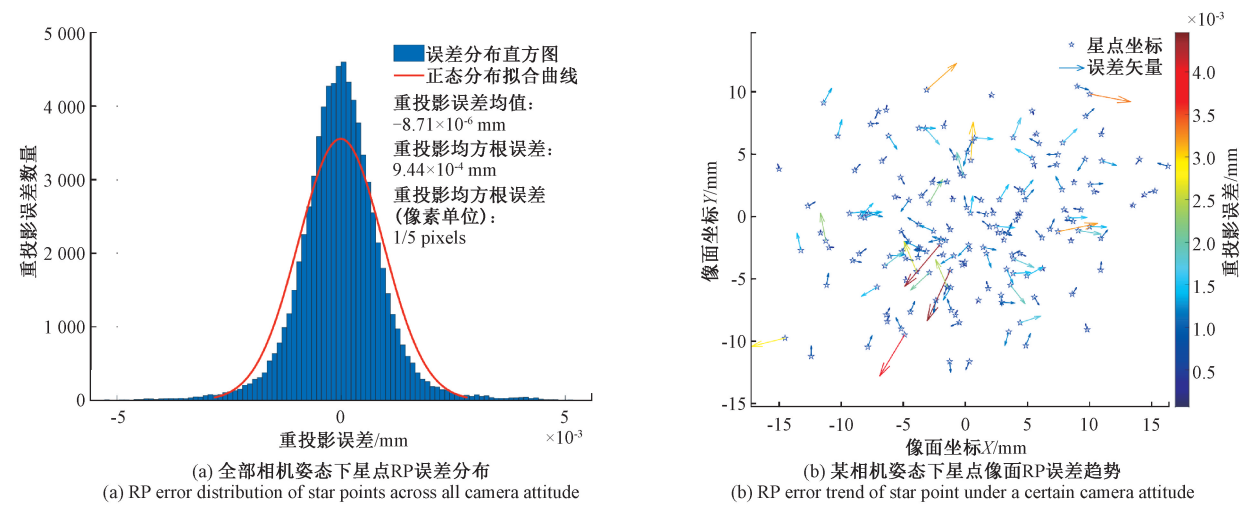 5 000
4 000
3 000
2 000
1 000
0
重投影误差数量
误差分布直方图
正态分布拟合曲线
重投影误差均值：
−8.71×10-6 mm
重投影均方根误差：
9.44×10-4 mm
重投影均方根误差
(像素单位)：
1/5 pixels
-5
0
5
×10-3
重投影误差/mm
(a) 全部相机姿态下星点RP误差分布
(a) RP error distribution of star points across all camera attitude
10
5
0
-5
-10
-15
像面坐标Y/mm
星点坐标
误差矢量
-15
-10
-5
0
5
10
15
像面坐标X/mm
×10-3
4.0
3.0
2.0
1.5
1.0
0.5
重投影误差/mm
(b) 某相机姿态下星点像面RP误差趋势
(b) RP error trend of star point under a certain camera attitude